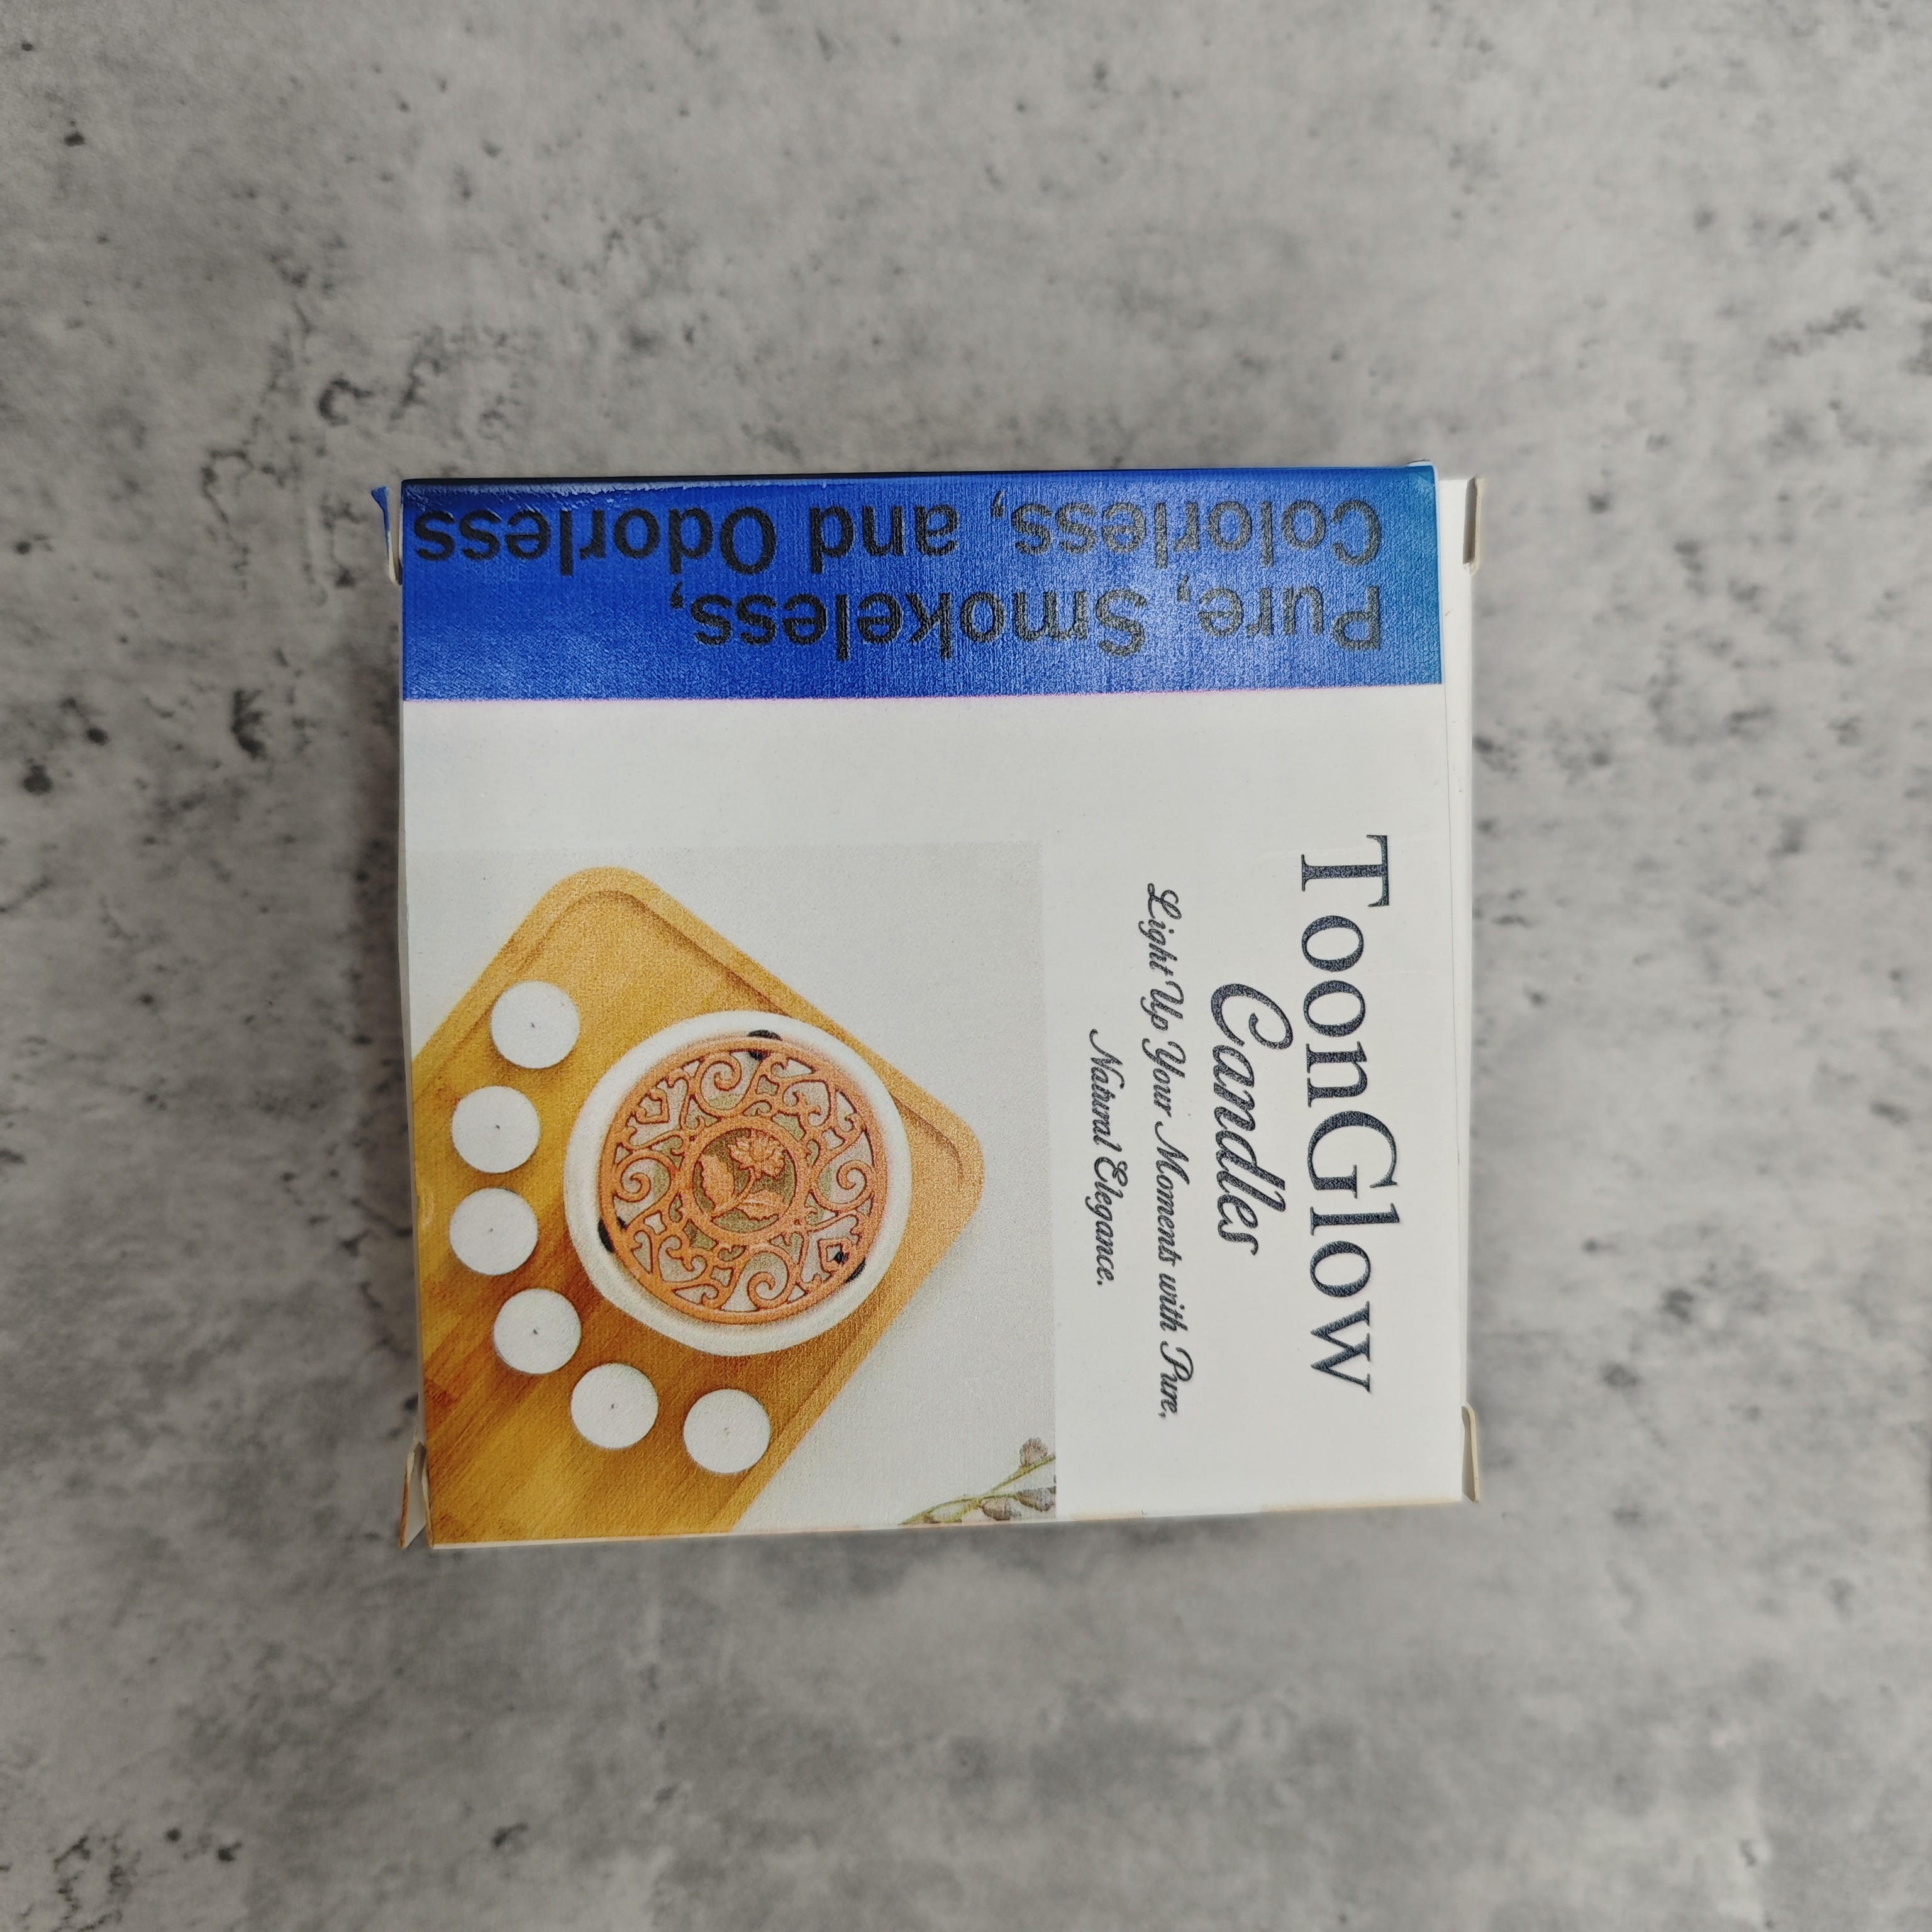 ToonGlow
Candles
Light Up Your Moments with Pure,
Natural Elegance.
Pure, Smokeless,
Colorless, and Odorless